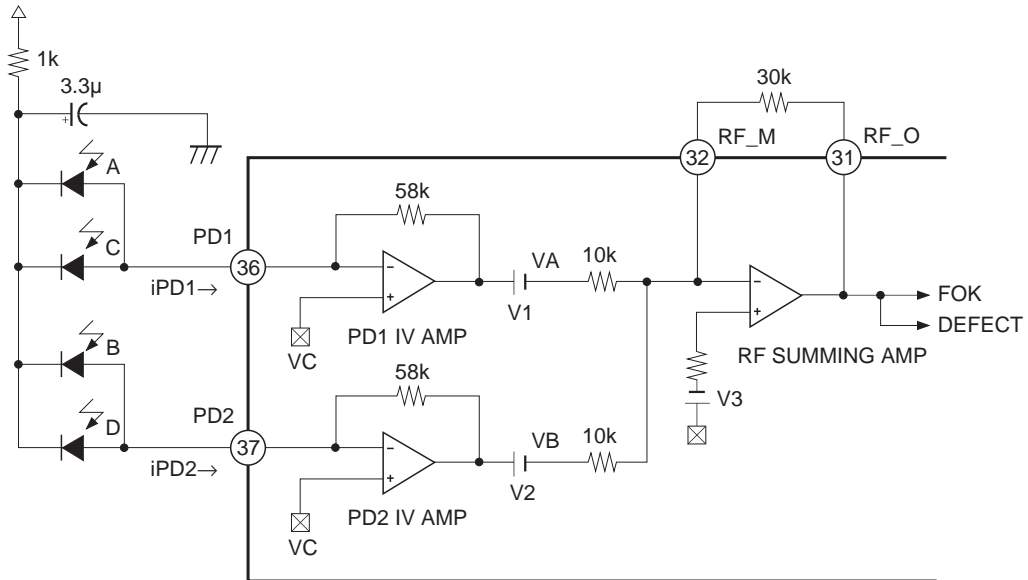 1k
3.3µ
+
A
C
PD1
36
iPD1→
B
D
PD2
37
iPD2→
58k
−
+
VC
PD1 IV AMP
V1
VA
10k
58k
−
+
VC
PD2 IV AMP
V2
VB
10k
30k
RF_M
32
RF_O
31
−
+
RF SUMMING AMP
V3
FOK
DEFECT